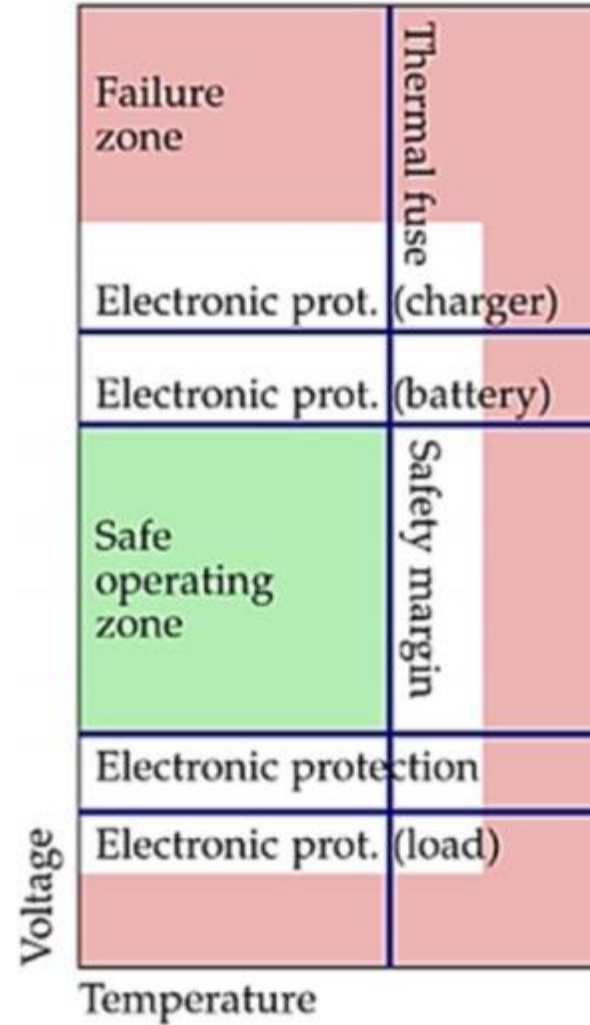 Failure
zone
Thermal fuse
Electronic prot. (charger)
Electronic prot. (battery)
Safe
operating
zone
Safety margin
Electronic protection
Electronic prot. (load)
Voltage
Temperature